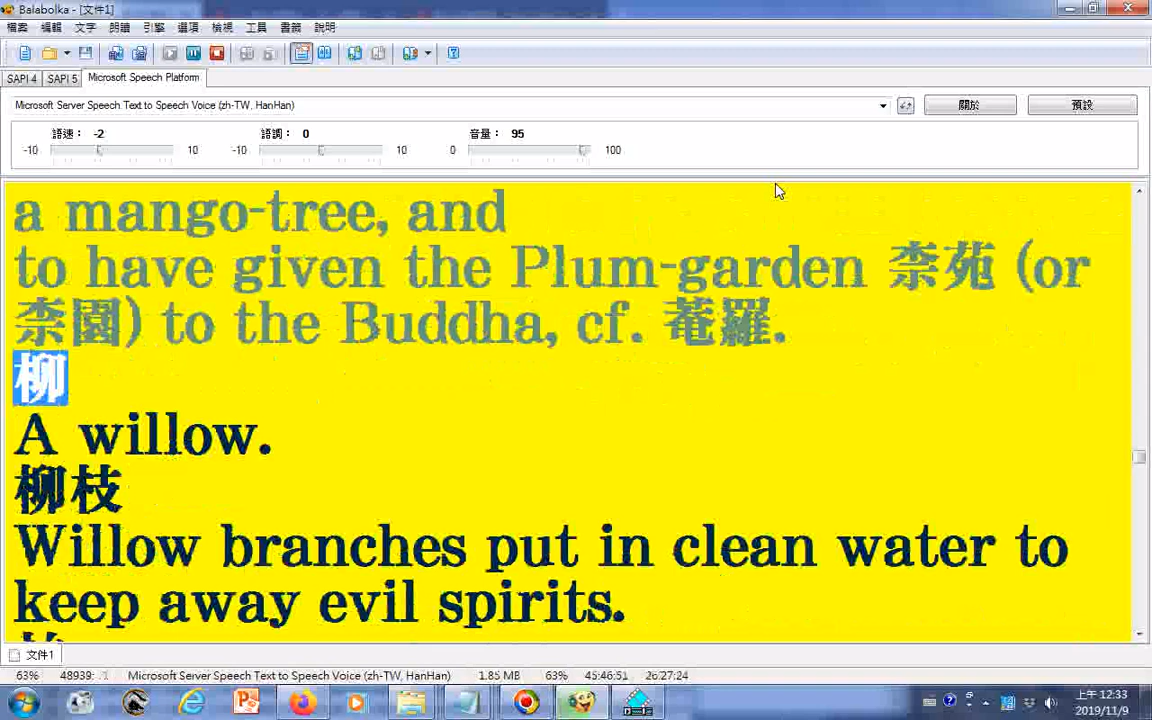 Balabolka - [文件1]
檔案 編輯 文字 朗讀 引擎 選項 檢視 工具 書籤 說明
SAPI 4 SAPI 5 Microsoft Speech Platform
Microsoft Server Speech Text to Speech Voice (zh-TW, HanHan) 關於 預設
語速： -2 語調： 0 音量： 95
-10 10 -10 10 0 100
a mango-tree, and
to have given the Plum-garden 柰苑 (or
柰園) to the Buddha, cf. 菴羅.
柳
A willow.
柳枝
Willow branches put in clean water to
keep away evil spirits.
文件1
63% Microsoft Server Speech Text to Speech Voice (zh-TW, HanHan) 1.85 MB 63% 45:46:51 26:27:24
上午 12:33
2019/11/9